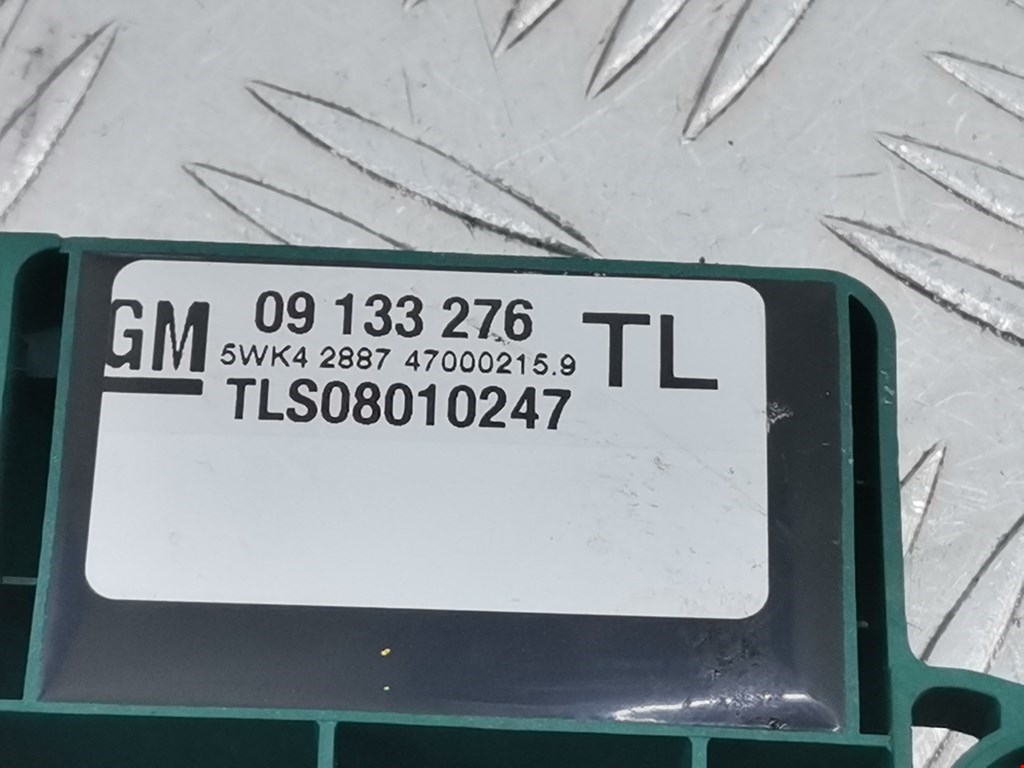 GM 09 133 276 TL
5WK4 2887 47000215.9
TLS08010247